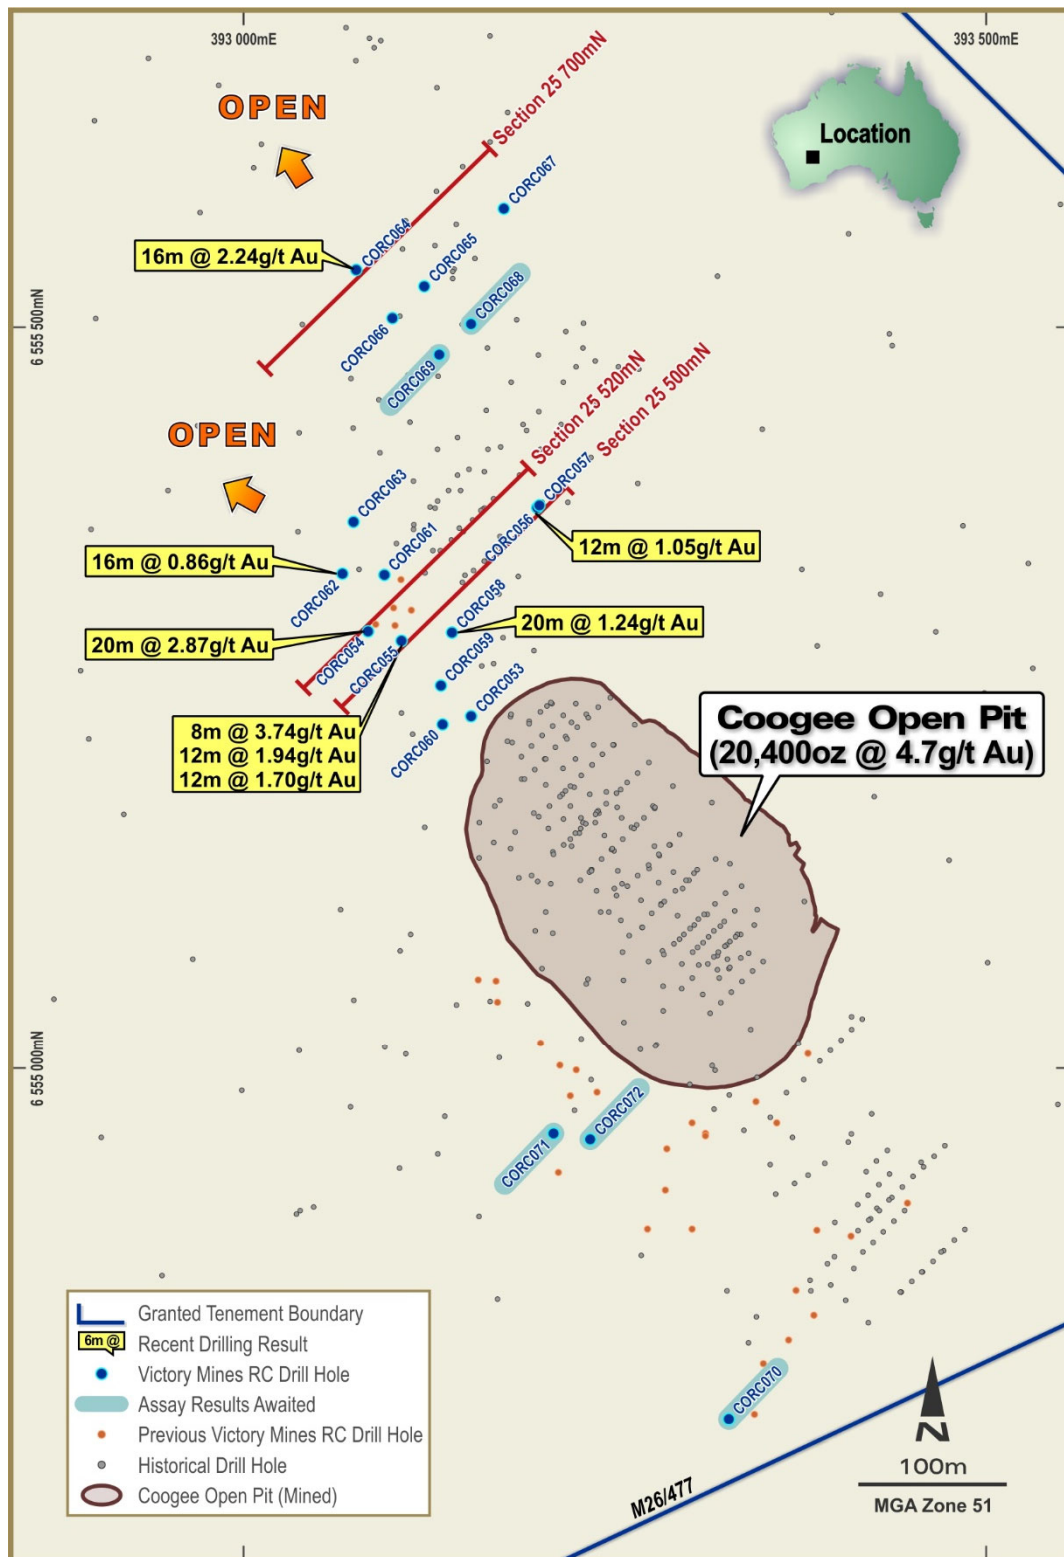 393 000mE
393 500mE
OPEN
Section 25 700mN
Location
CORC067
CORC064
16m @ 2.24g/t Au
CORC065
CORC068
6 555 500mN
CORC066
CORC069
Section 25 520mN
Section 25 500mN
OPEN
CORC063
CORC057
CORC061
CORC056
12m @ 1.05g/t Au
16m @ 0.86g/t Au
CORC062
CORC058
20m @ 1.24g/t Au
20m @ 2.87g/t Au
CORC054
CORC055
CORC059
CORC053
8m @ 3.74g/t Au
12m @ 1.94g/t Au
12m @ 1.70g/t Au
CORC060
Coogee Open Pit
(20,400oz @ 4.7g/t Au)
6 555 000mN
CORC072
CORC071
Granted Tenement Boundary
6m @
Recent Drilling Result
Victory Mines RC Drill Hole
Assay Results Awaited
Previous Victory Mines RC Drill Hole
Historical Drill Hole
Coogee Open Pit (Mined)
CORC070
M26/477
N
100m
MGA Zone 51